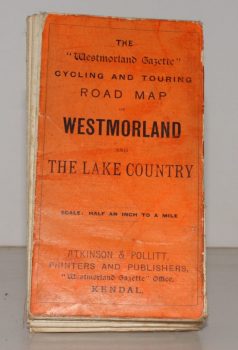 THE
"Westmorland Gazette"
CYCLING AND TOURING
ROAD MAP
OF
WESTMORLAND
AND
THE LAKE COUNTRY
SCALE: HALF AN INCH TO A MILE
ATKINSON & POLLITT,
PRINTERS AND PUBLISHERS,
"Westmorland Gazette" Office,
KENDAL.